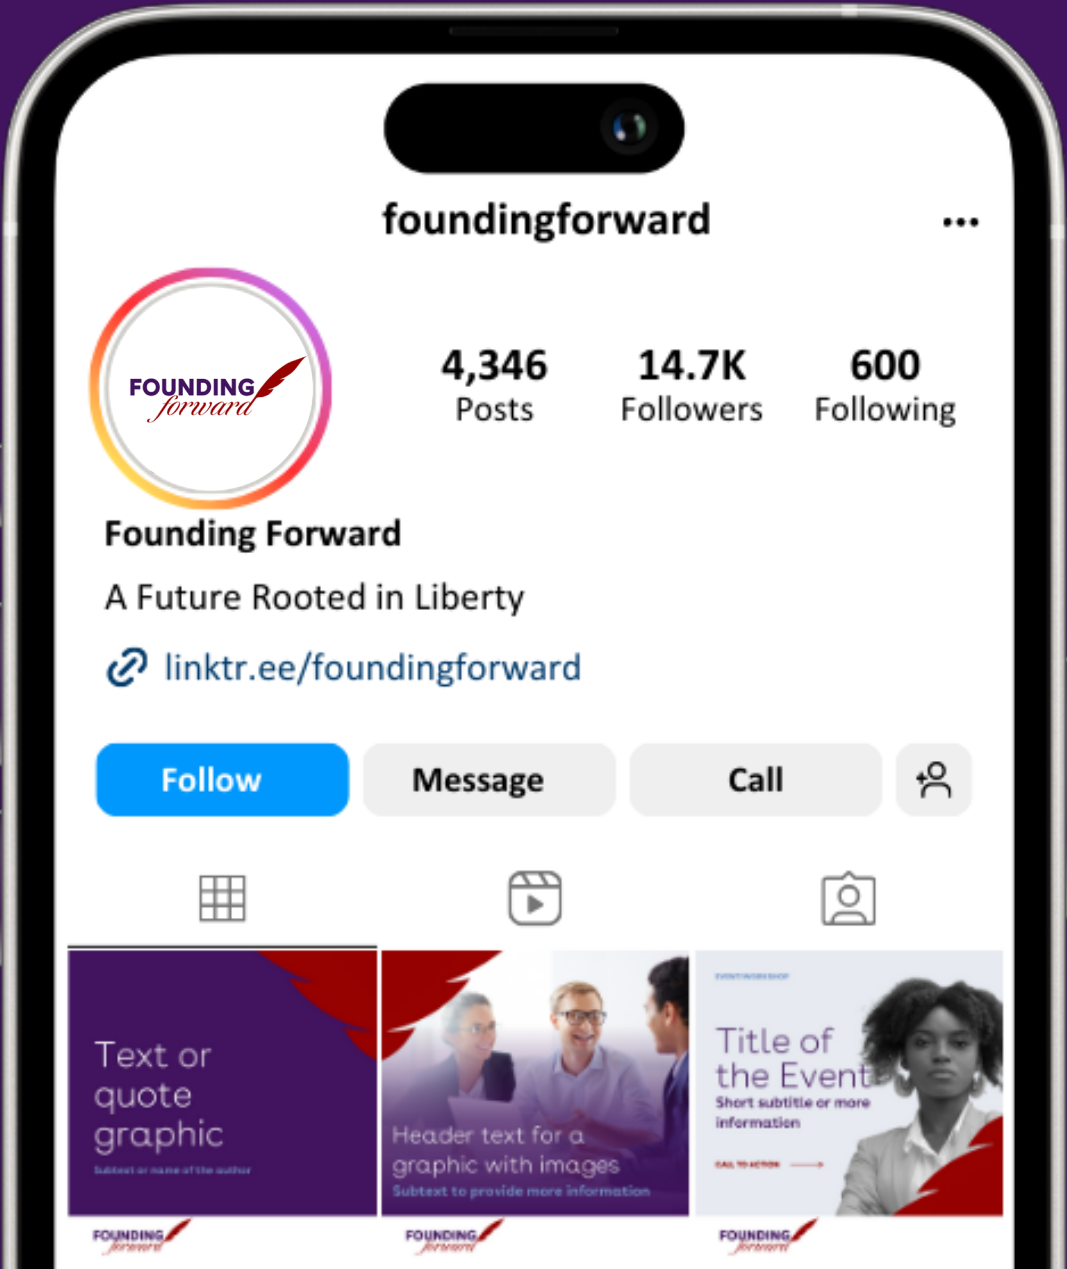 foundingforward
FOUNDING
forward
4,346
Posts
14.7K
Followers
600
Following
Founding Forward
A Future Rooted in Liberty
linktr.ee/foundingforward
Follow
Message
Call
Text or
quote
graphic
Subtext or name of the author
Header text for a
graphic with images
Subtext to provide more information
EVENT/WORKSHOP
Title of
the Event
Short subtitle or more
information
CALL TO ACTION
FOUNDING
forward
FOUNDING
forward
FOUNDING
forward